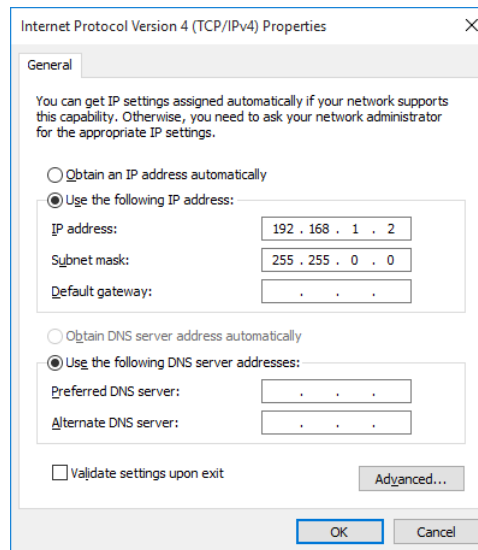 Internet Protocol Version 4 (TCP/IPv4) Properties
General
You can get IP settings assigned automatically if your network supports
this capability. Otherwise, you need to ask your network administrator
for the appropriate IP settings.
Obtain an IP address automatically
Use the following IP address:
IP address: 192 . 168 . 1 . 2
Subnet mask: 255 . 255 . 0 . 0
Default gateway: . . .
Obtain DNS server address automatically
Use the following DNS server addresses:
Preferred DNS server: . . .
Alternate DNS server: . . .
Validate settings upon exit
Advanced...
OK Cancel